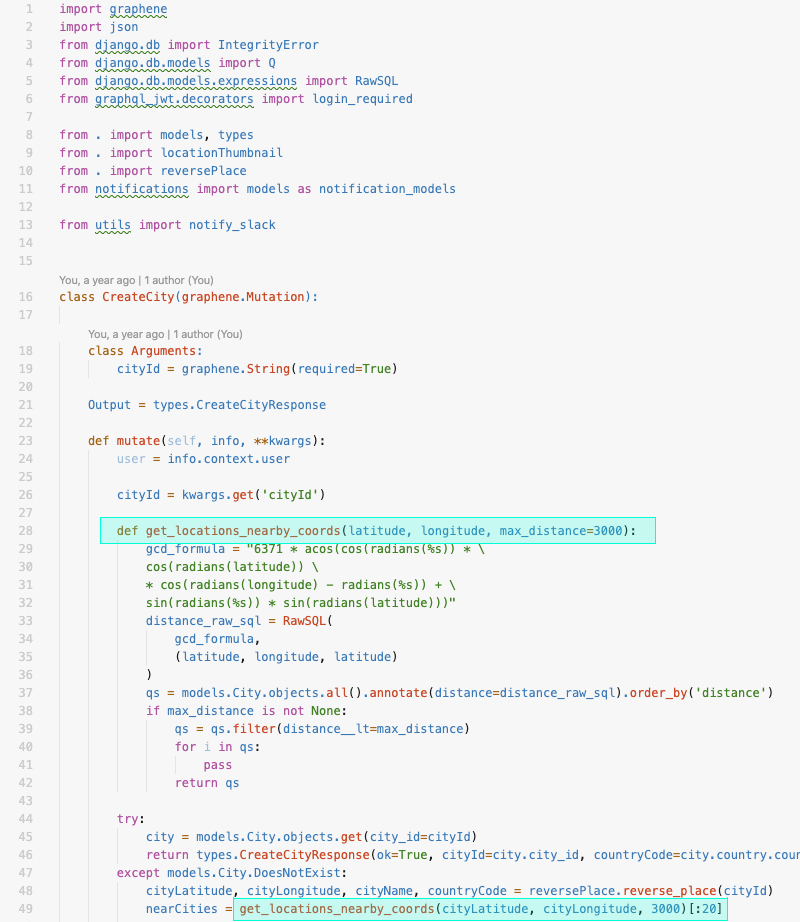 1 import graphene
2 import json
3 from django.db import IntegrityError
4 from django.db.models import Q
5 from django.db.models.expressions import RawSQL
6 from graphql_jwt.decorators import login_required
7
8 from . import models, types
9 from . import locationThumbnail
10 from . import reversePlace
11 from notifications import models as notification_models
12
13 from utils import notify_slack
14
15
You, a year ago | 1 author (You)
16 class CreateCity(graphene.Mutation):
17
You, a year ago | 1 author (You)
18 class Arguments:
19 cityId = graphene.String(required=True)
20
21 Output = types.CreateCityResponse
22
23 def mutate(self, info, **kwargs):
24 user = info.context.user
25
26 cityId = kwargs.get('cityId')
27
28 def get_locations_nearby_coords(latitude, longitude, max_distance=3000):
29 gcd_formula = "6371 * acos(cos(radians(%s)) * \
30 cos(radians(latitude)) \
31 * cos(radians(longitude) - radians(%s)) + \
32 sin(radians(%s)) * sin(radians(latitude)))"
33 distance_raw_sql = RawSQL(
34 gcd_formula,
35 (latitude, longitude, latitude)
36 )
37 qs = models.City.objects.all().annotate(distance=distance_raw_sql).order_by('distance')
38 if max_distance is not None:
39 qs = qs.filter(distance__lt=max_distance)
40 for i in qs:
41 pass
42 return qs
43
44 try:
45 city = models.City.objects.get(city_id=cityId)
46 return types.CreateCityResponse(ok=True, cityId=city.city_id, countryCode=city.country.cou
47 except models.City.DoesNotExist:
48 cityLatitude, cityLongitude, cityName, countryCode = reversePlace.reverse_place(cityId)
49 nearCities = get_locations_nearby_coords(cityLatitude, cityLongitude, 3000)[:20]